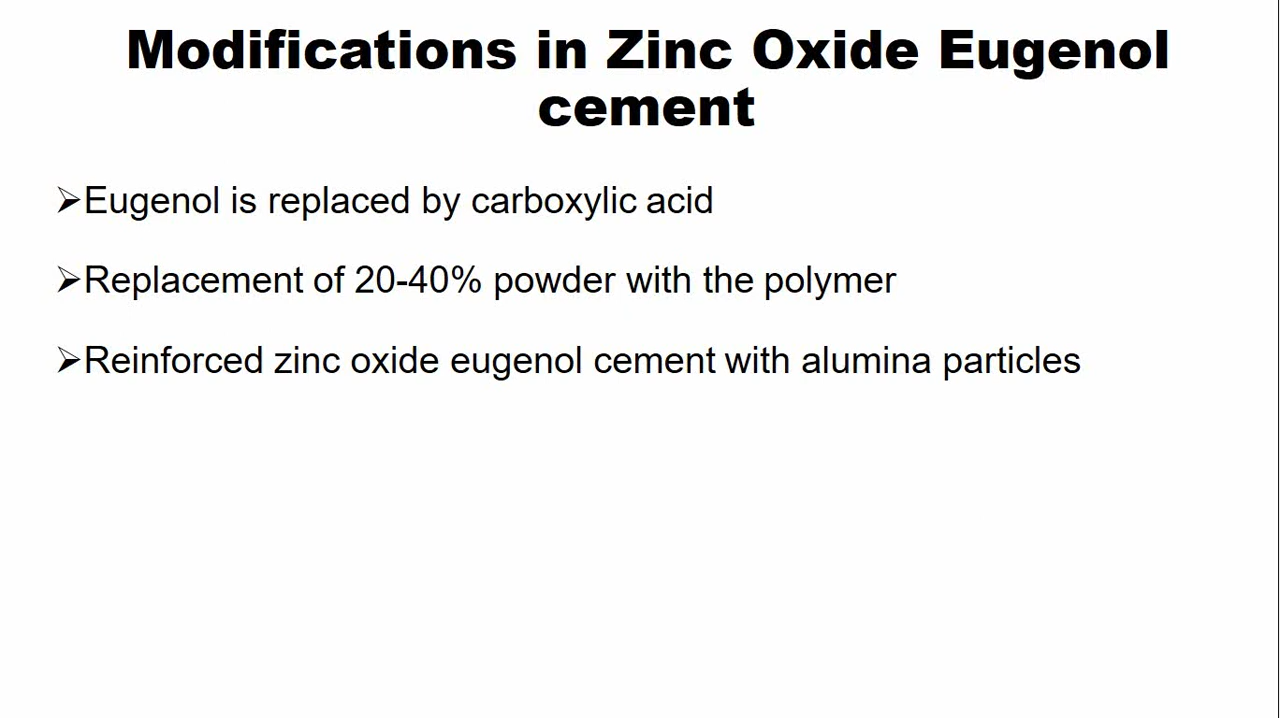 Modifications in Zinc Oxide Eugenol
cement
➢Eugenol is replaced by carboxylic acid
➢Replacement of 20-40% powder with the polymer
➢Reinforced zinc oxide eugenol cement with alumina particles